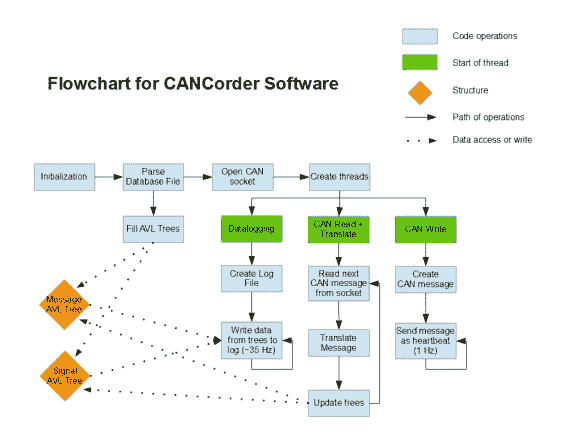 Code operations
Start of thread
Flowchart for CANCorder Software
Structure
Path of operations
Data access or write
Initialization
Parse
Database File
Open CAN
socket
Create threads
Fill AVL Trees
Datalogging
CAN Read +
Translate
CAN Write
Create Log
File
Read next
CAN message
from socket
Create
CAN message
Message
AVL Tree
Write data
from trees to
log (~35 Hz)
Translate
Message
Send message
as heartbeat
(1 Hz)
Signal
AVL Tree
Update trees